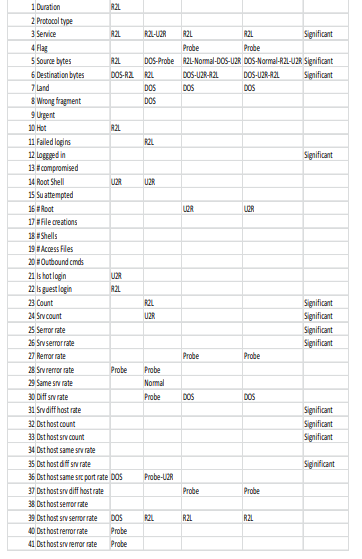 1 Duration R2L
2 Protocol type
3 Service R2L R2L-U2R R2L R2L Significant
4 Flag Probe Probe
5 Source bytes R2L DOS-Probe R2L-Normal-DOS-U2R DOS-Normal-R2L-U2R Significant
6 Destination bytes DOS-R2L R2L DOS-U2R-R2L DOS-U2R-R2L Significant
7 Land DOS DOS DOS
8 Wrong fragment DOS
9 Urgent
10 Hot R2L
11 Failed logins R2L
12 Loggged in Significant
13 # compromised
14 Root Shell U2R U2R
15 Su attempted
16 # Root U2R U2R
17 # File creations
18 # Shells
19 # Access Files
20 # Outbound cmds
21 Is hot login U2R
22 Is guest login R2L
23 Count R2L Significant
24 Srv count U2R Significant
25 Serror rate Significant
26 Srv serror rate Significant
27 Rerror rate Probe Probe
28 Srv rerror rate Probe Probe
29 Same srv rate Normal
30 Diff srv rate Probe DOS DOS
31 Srv diff host rate Significant
32 Dst host count Significant
33 Dst host srv count Significant
34 Dst host same srv rate
35 Dst host diff srv rate Siginificant
36 Dst host same src port rate DOS Probe-U2R
37 Dst host srv diff host rate Probe Probe
38 Dst host serror rate
39 Dst host srv serror rate DOS R2L R2L R2L Significant
40 Dst host rerror rate Probe
41 Dst host srv rerror rate Probe